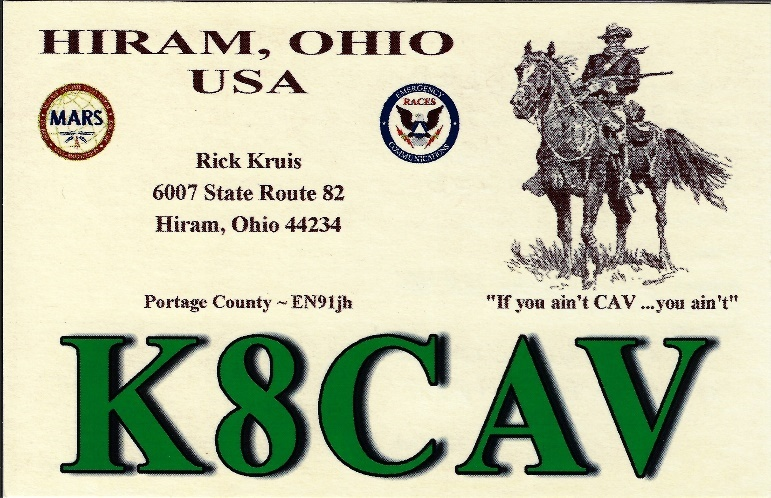 HIRAM, OHIO
USA
MARS
EMERGENCY
RACES
COMMUNICATIONS
Rick Kruis
6007 State Route 82
Hiram, Ohio 44234
Portage County ~ EN91jh
"If you ain't CAV ...you ain't"
K8CAV